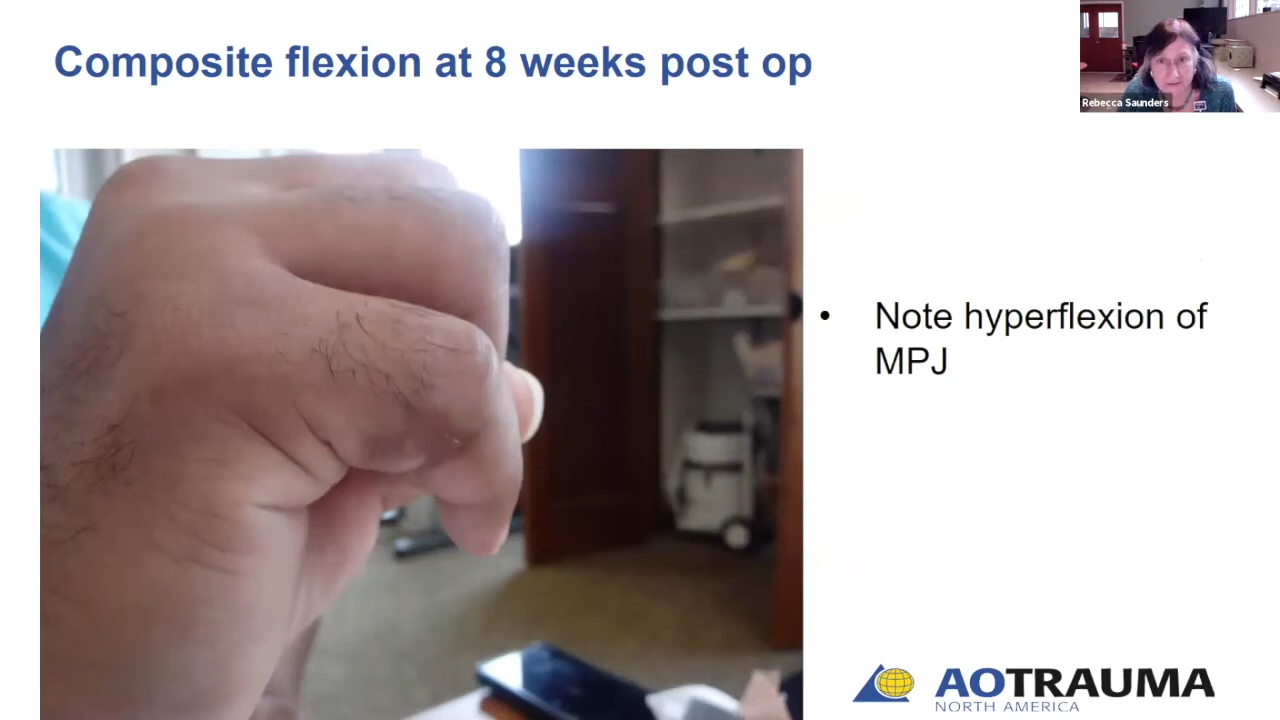 Composite flexion at 8 weeks post op
Rebecca Saunders
• Note hyperflexion of
MPJ
AOTRAUMA
NORTH AMERICA